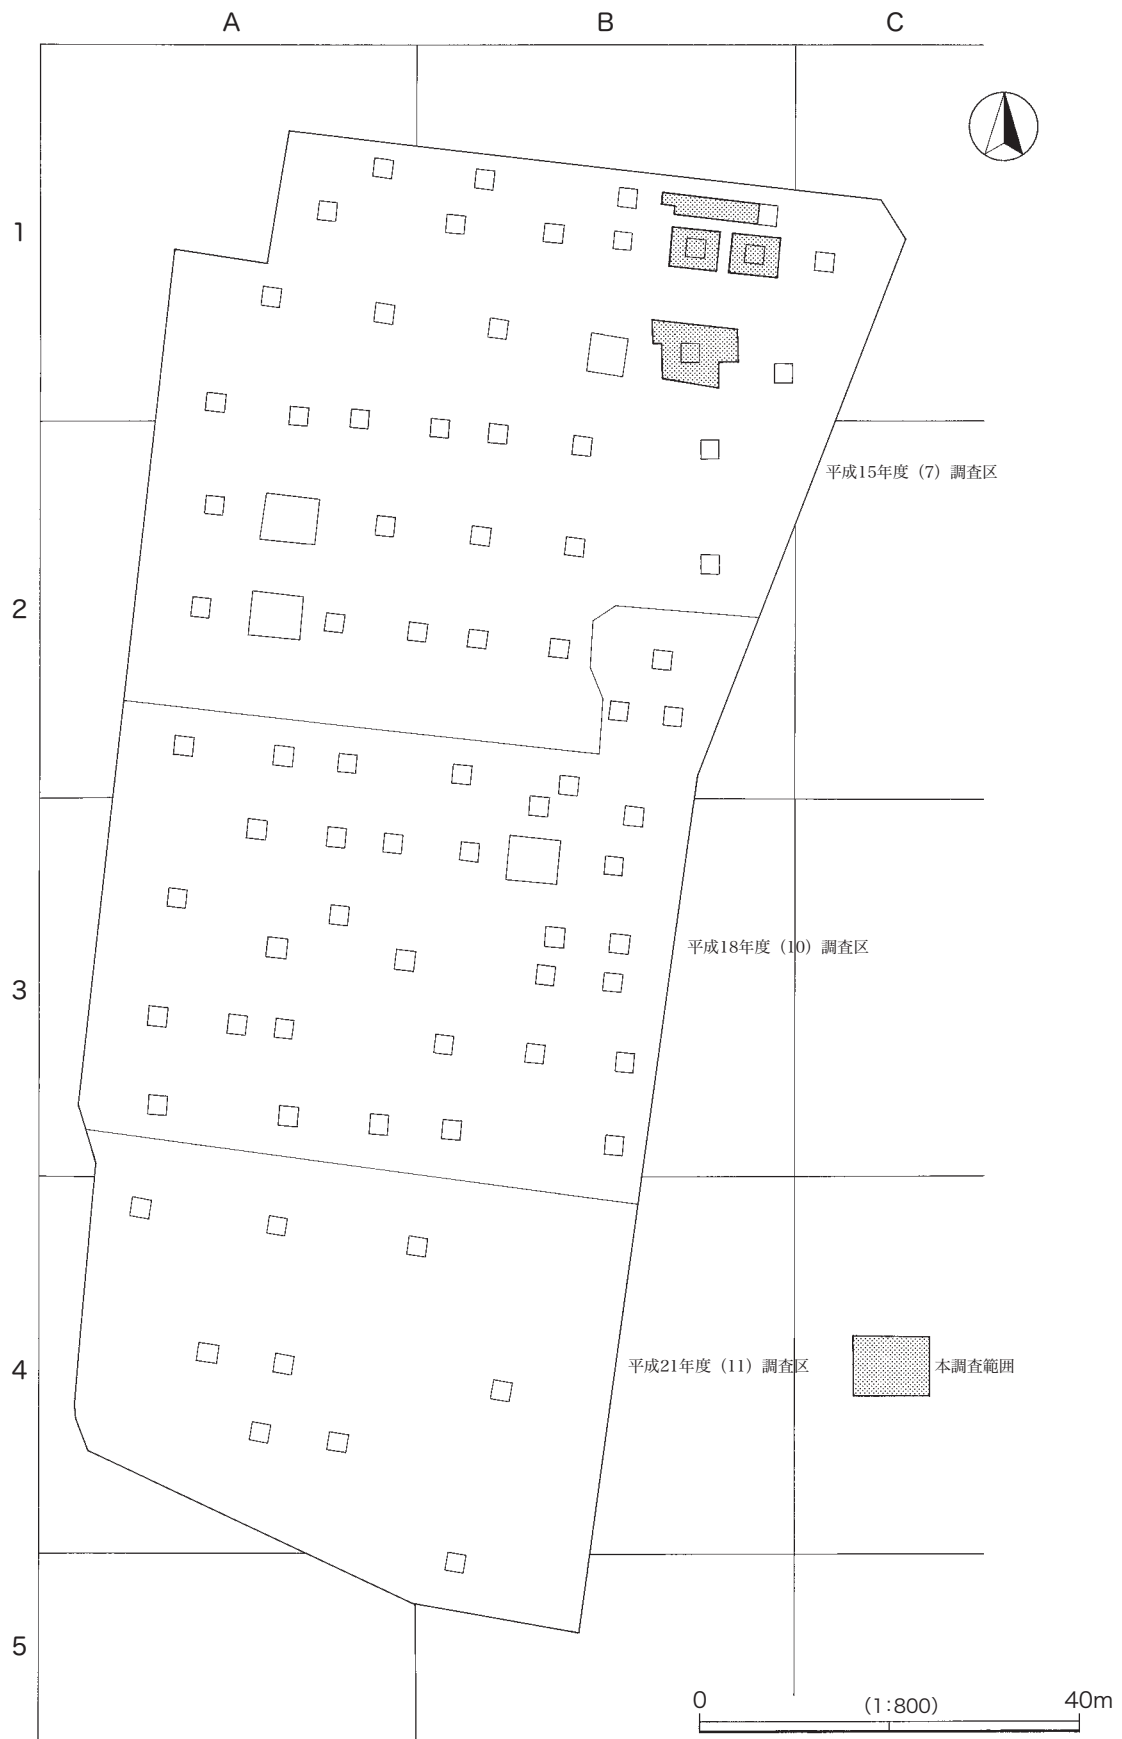 A B C
1
平成15年度（7）調査区
2
平成18年度（10）調査区
3
4
平成21年度（11）調査区
本調査範囲
5
0 (1:800) 40m